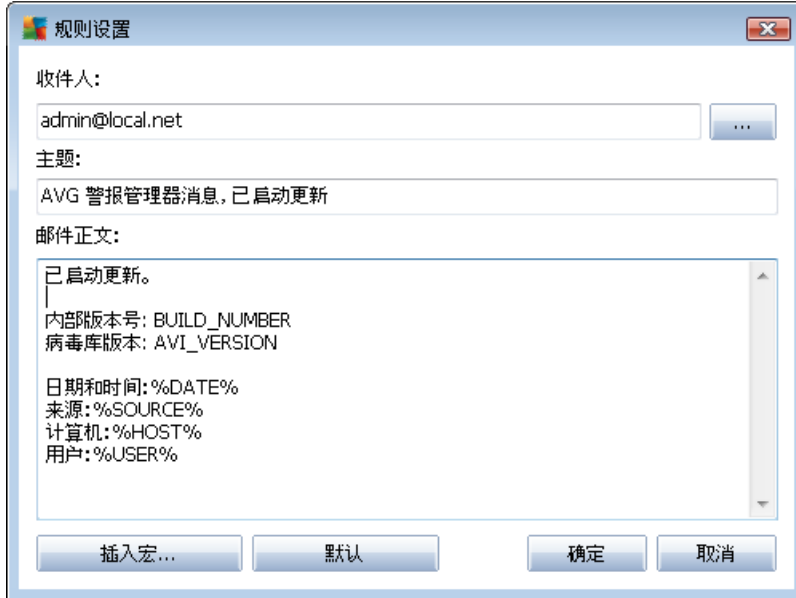 规则设置
收件人:
admin@local.net
...
主题:
AVG 警报管理器消息,已启动更新
邮件正文:
已启动更新。
内部版本号: BUILD_NUMBER
病毒库版本: AVI_VERSION
日期和时间:%DATE%
来源:%SOURCE%
计算机:%HOST%
用户:%USER%
插入宏... 默认 确定 取消